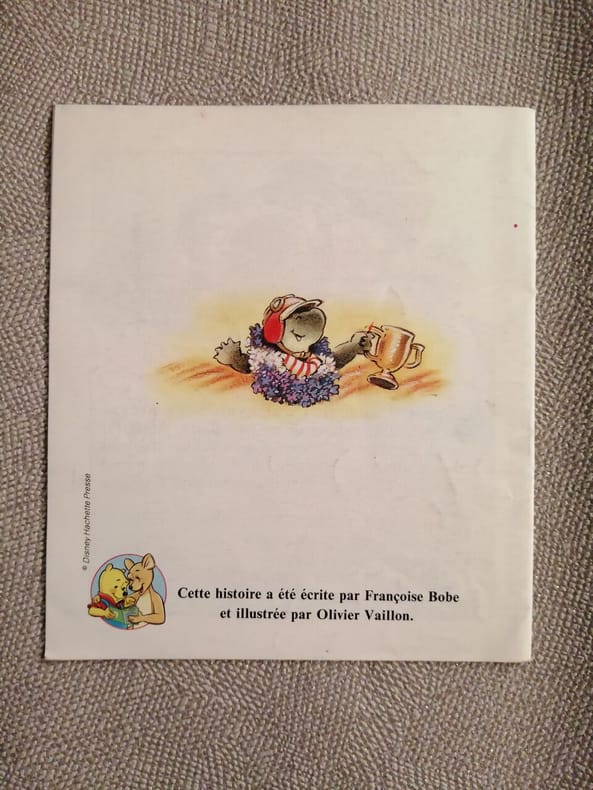 © Disney Hachette Presse
Cette histoire a été écrite par Françoise Bobe
et illustrée par Olivier Vaillon.